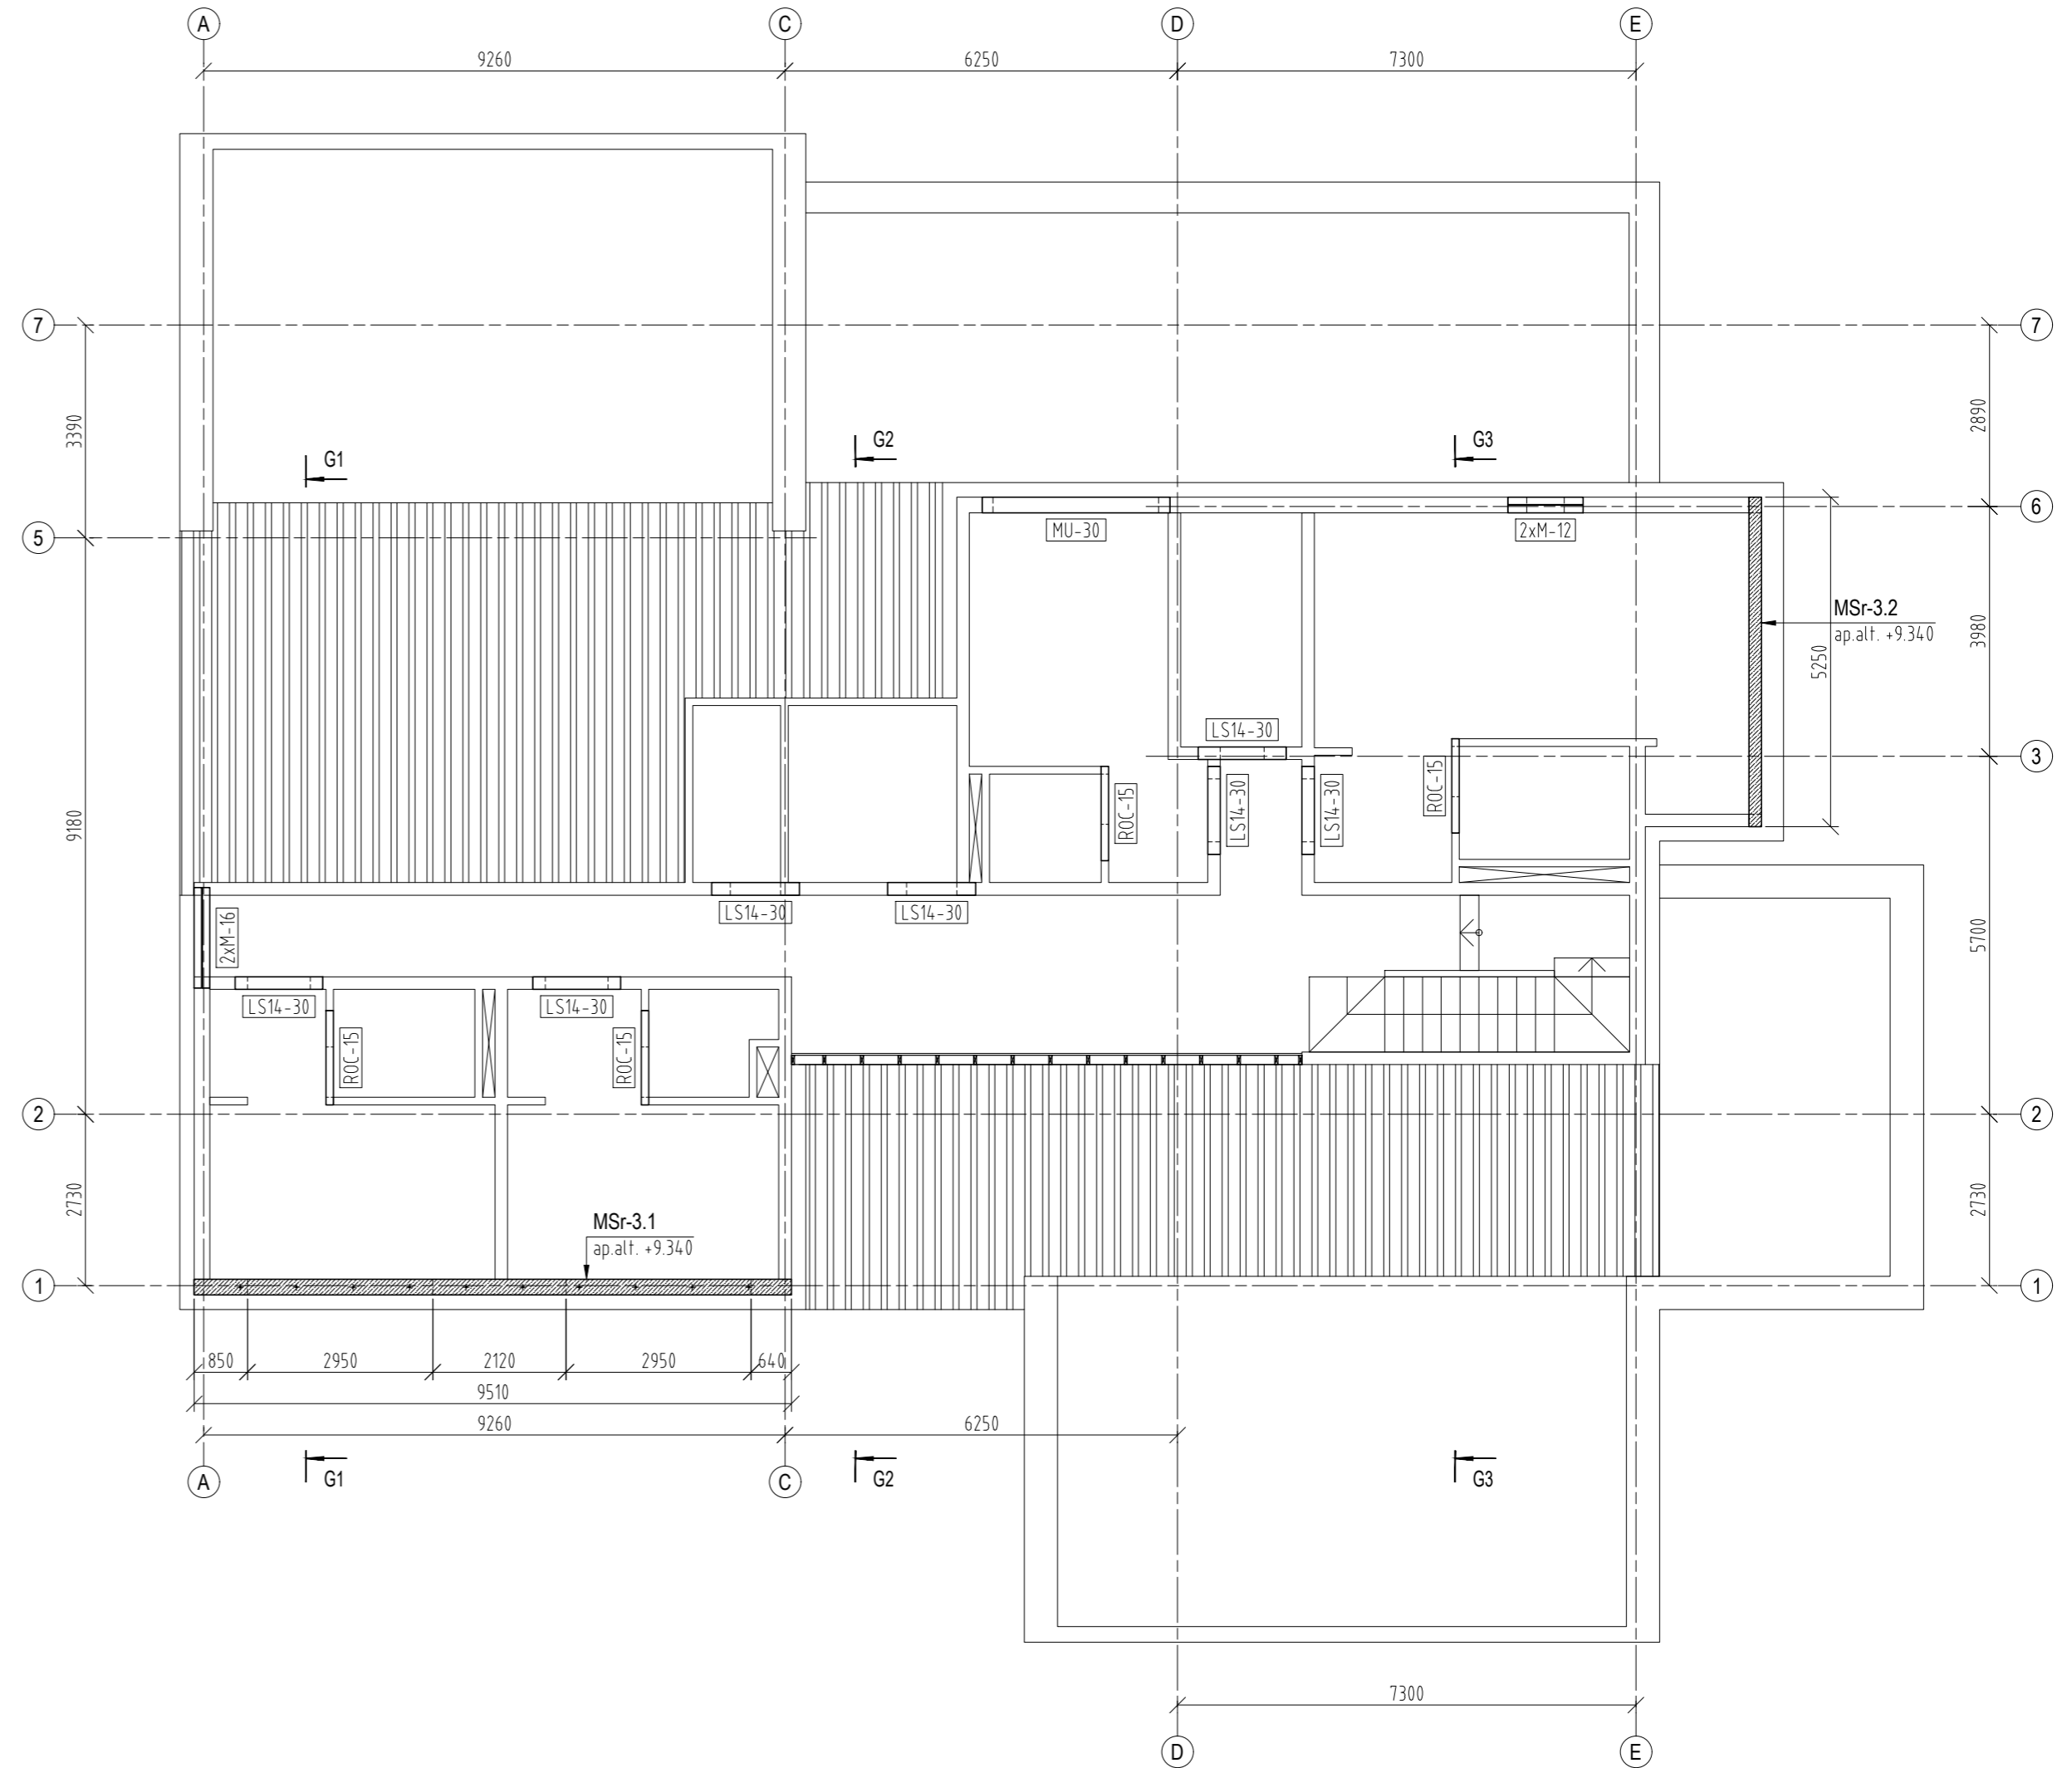 A
C
D
E
9260
6250
7300
7
7
3390
2890
G1
G2
G3
5
6
MU-30
2xM-12
MSr-3.2
ap.alt. +9.340
3980
5250
LS14-30
3
ROC-15
LS14-30
LS14-30
ROC-15
9180
LS14-30
LS14-30
2xM-16
5700
LS14-30
LS14-30
ROC-15
ROC-15
2
2
2730
2730
MSr-3.1
ap.alt. +9.340
1
1
850
2950
2120
2950
640
9510
9260
6250
A
G1
C
G2
G3
7300
D
E